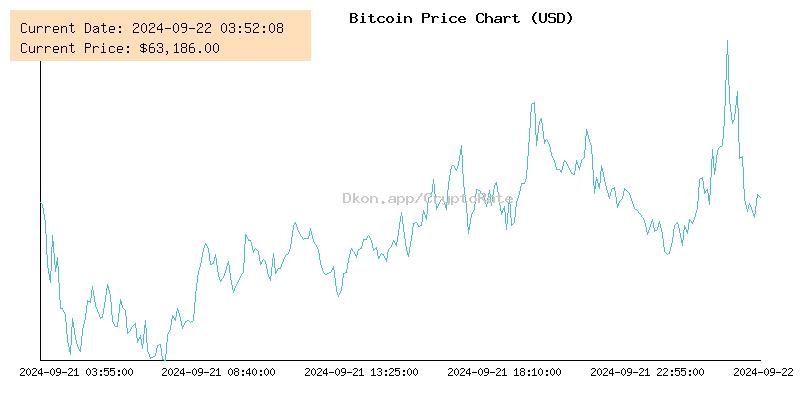 Bitcoin Price Chart (USD)
Current Date: 2024-09-22 03:52:08
Current Price: $63,186.00
Dkon.app/CryptoRate
2024-09-21 03:55:00 2024-09-21 08:40:00 2024-09-21 13:25:00 2024-09-21 18:10:00 2024-09-21 22:55:00 2024-09-22